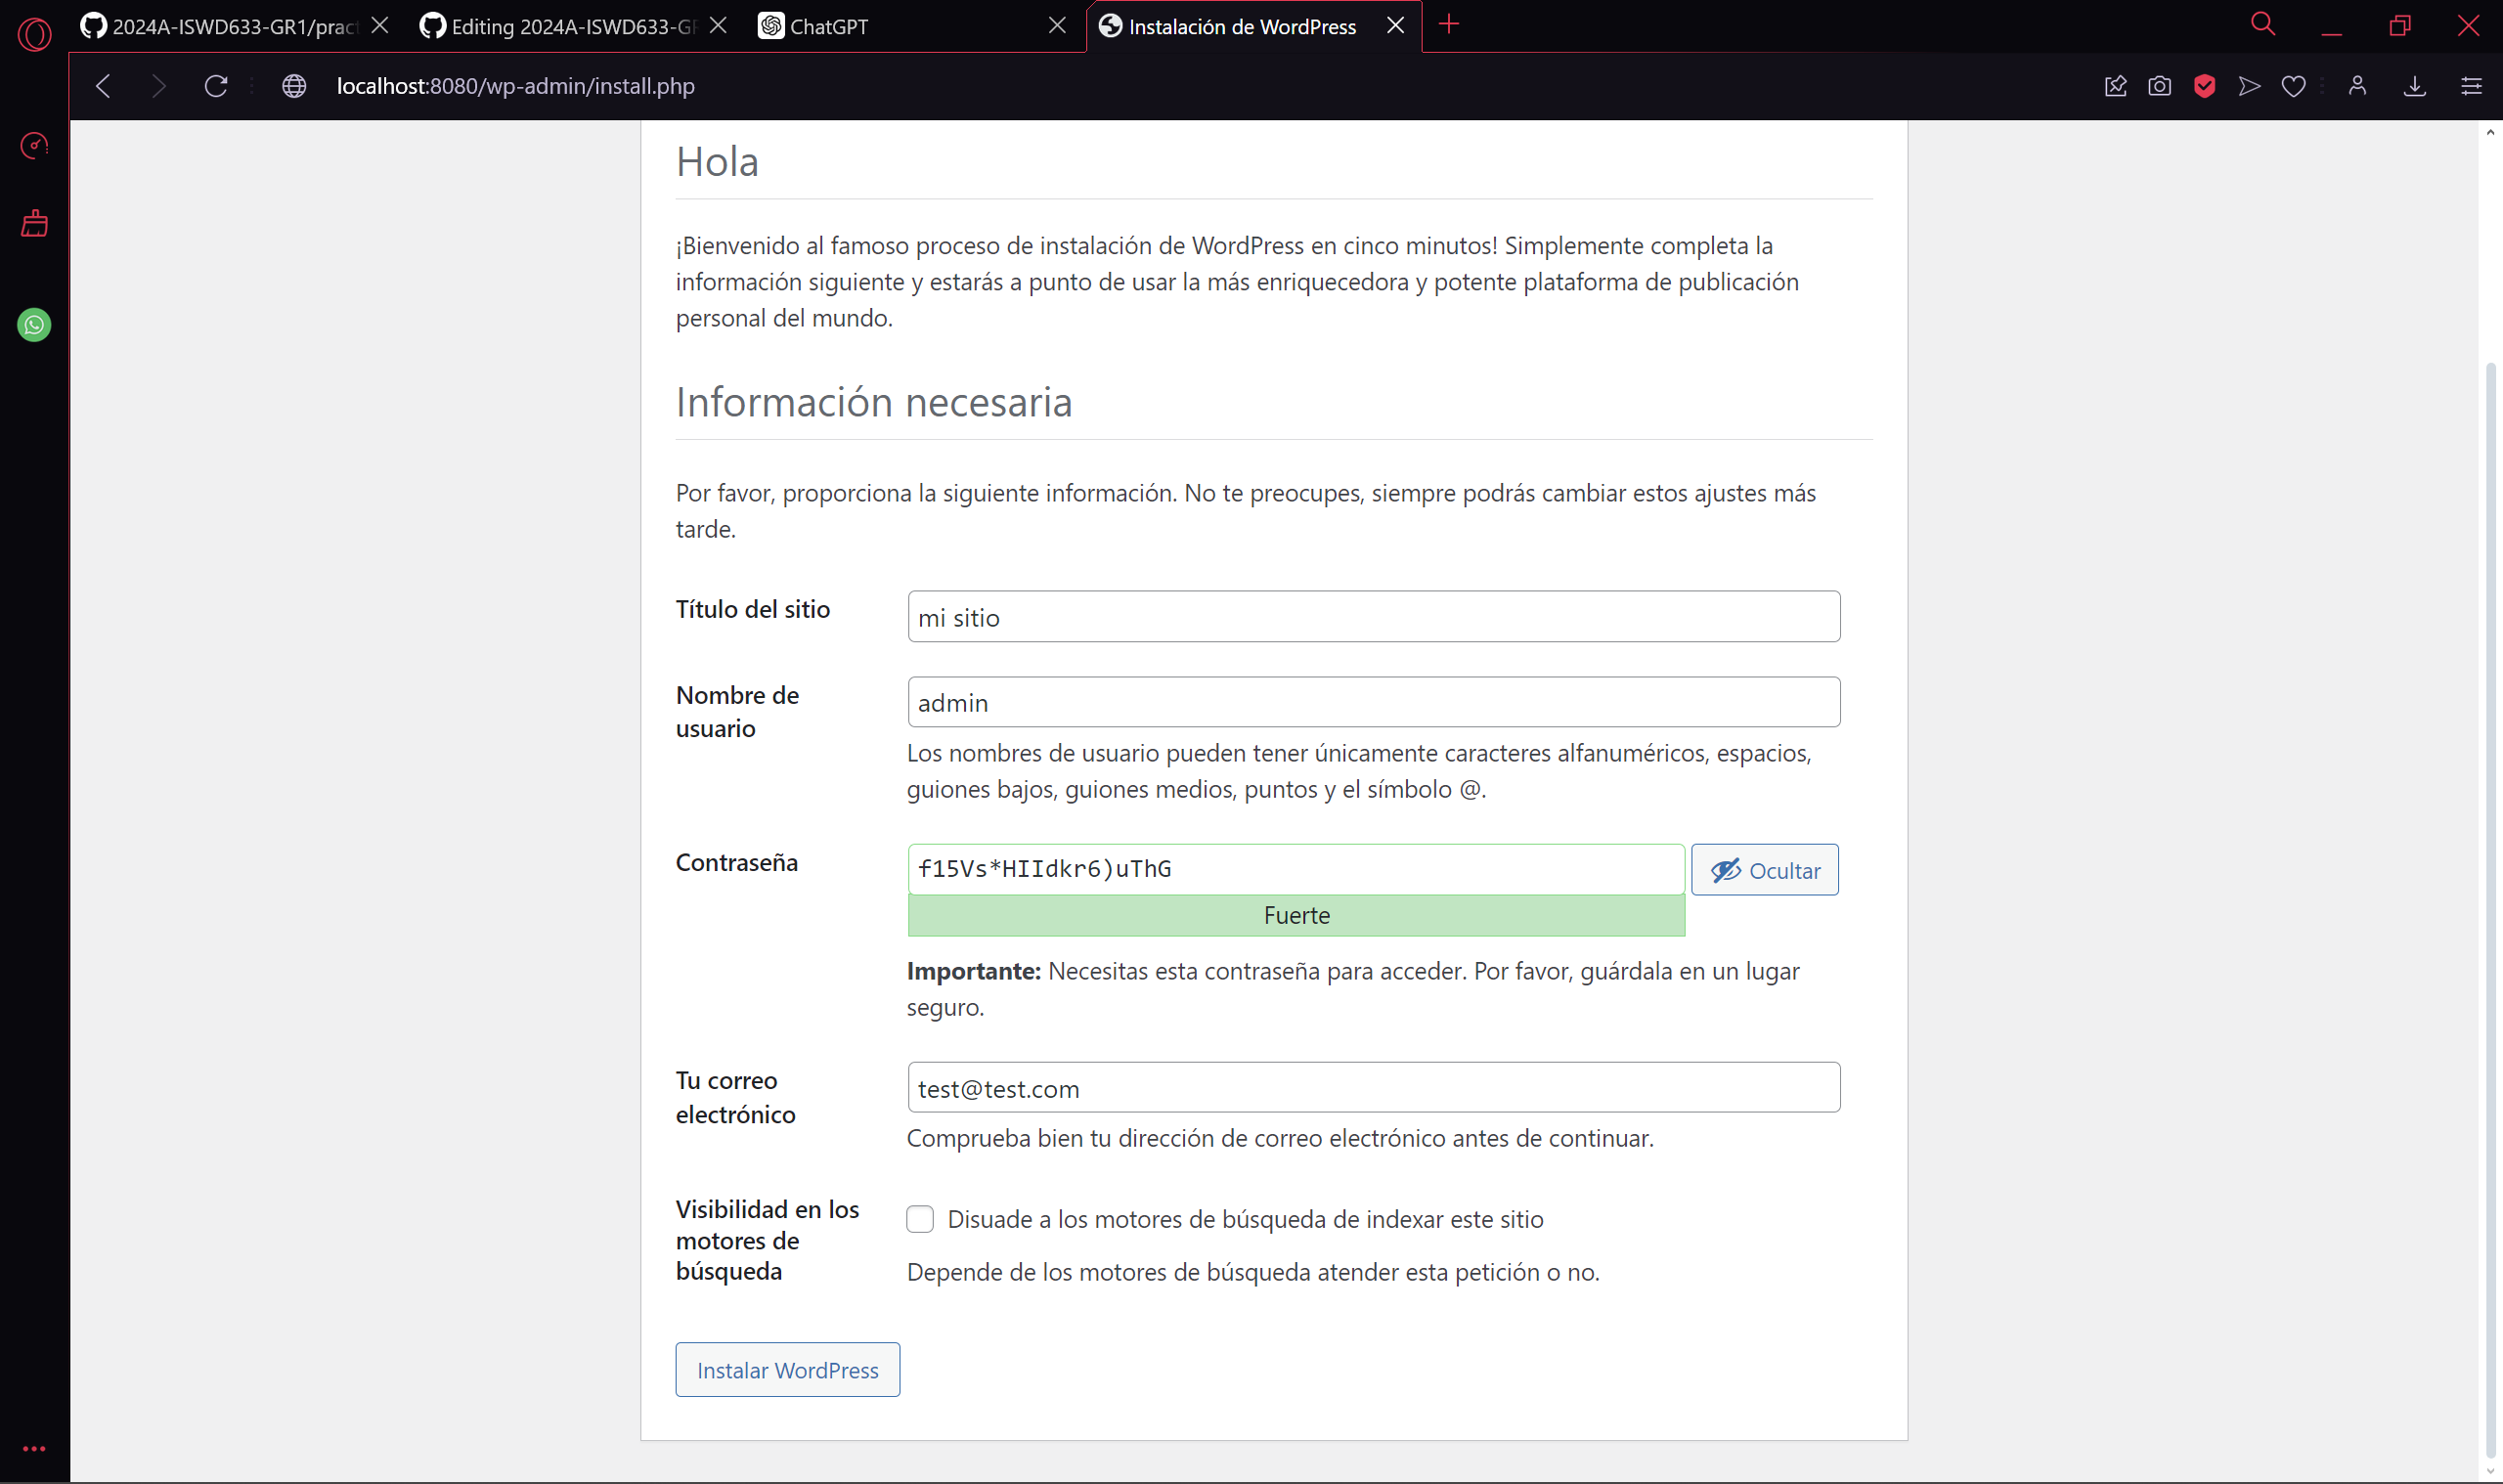 2024A-ISWD633-GR1/pract
Editing 2024A-ISWD633-GR
ChatGPT
Instalación de WordPress
localhost:8080/wp-admin/install.php
Hola
¡Bienvenido al famoso proceso de instalación de WordPress en cinco minutos! Simplemente completa la
información siguiente y estarás a punto de usar la más enriquecedora y potente plataforma de publicación
personal del mundo.
Información necesaria
Por favor, proporciona la siguiente información. No te preocupes, siempre podrás cambiar estos ajustes más
tarde.
Título del sitio
mi sitio
Nombre de
usuario
admin
Los nombres de usuario pueden tener únicamente caracteres alfanuméricos, espacios,
guiones bajos, guiones medios, puntos y el símbolo @.
Contraseña
f15Vs*HIIdkr6)uThG
Ocultar
Fuerte
Importante: Necesitas esta contraseña para acceder. Por favor, guárdala en un lugar
seguro.
Tu correo
electrónico
test@test.com
Comprueba bien tu dirección de correo electrónico antes de continuar.
Visibilidad en los
motores de
búsqueda
Disuade a los motores de búsqueda de indexar este sitio
Depende de los motores de búsqueda atender esta petición o no.
Instalar WordPress